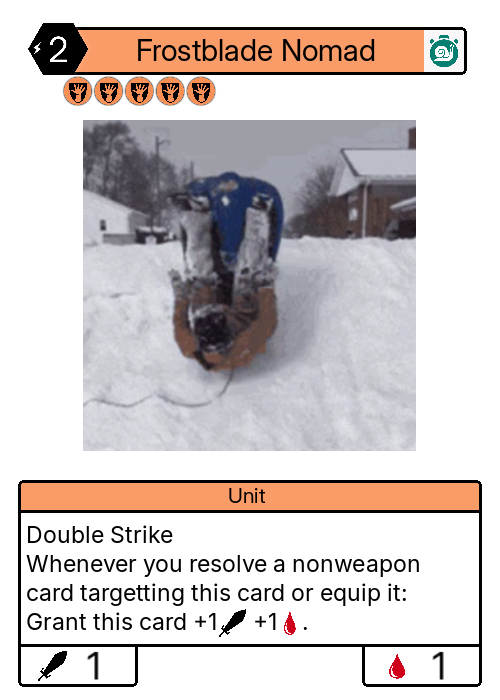 2 Frostblade Nomad
Unit
Double Strike
Whenever you resolve a nonweapon
card targetting this card or equip it:
Grant this card +1 +1 .
1 1